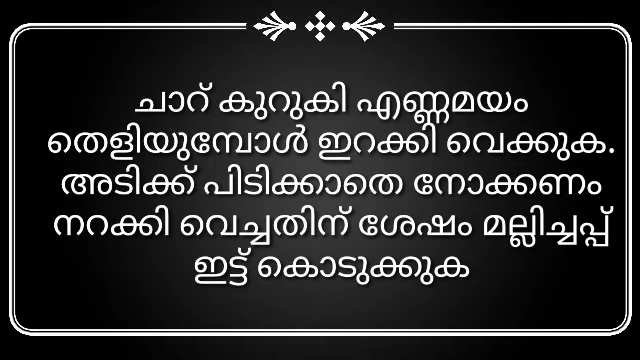 ചാറ് കുറുകി എണ്ണമയം
തെളിയുമ്പോൾ ഇറക്കി വെക്കുക.
അടിക്ക് പിടിക്കാതെ നോക്കണം
നറക്കി വെച്ചതിന് ശേഷം മല്ലിച്ചപ്പ്
ഇട്ട് കൊടുക്കുക